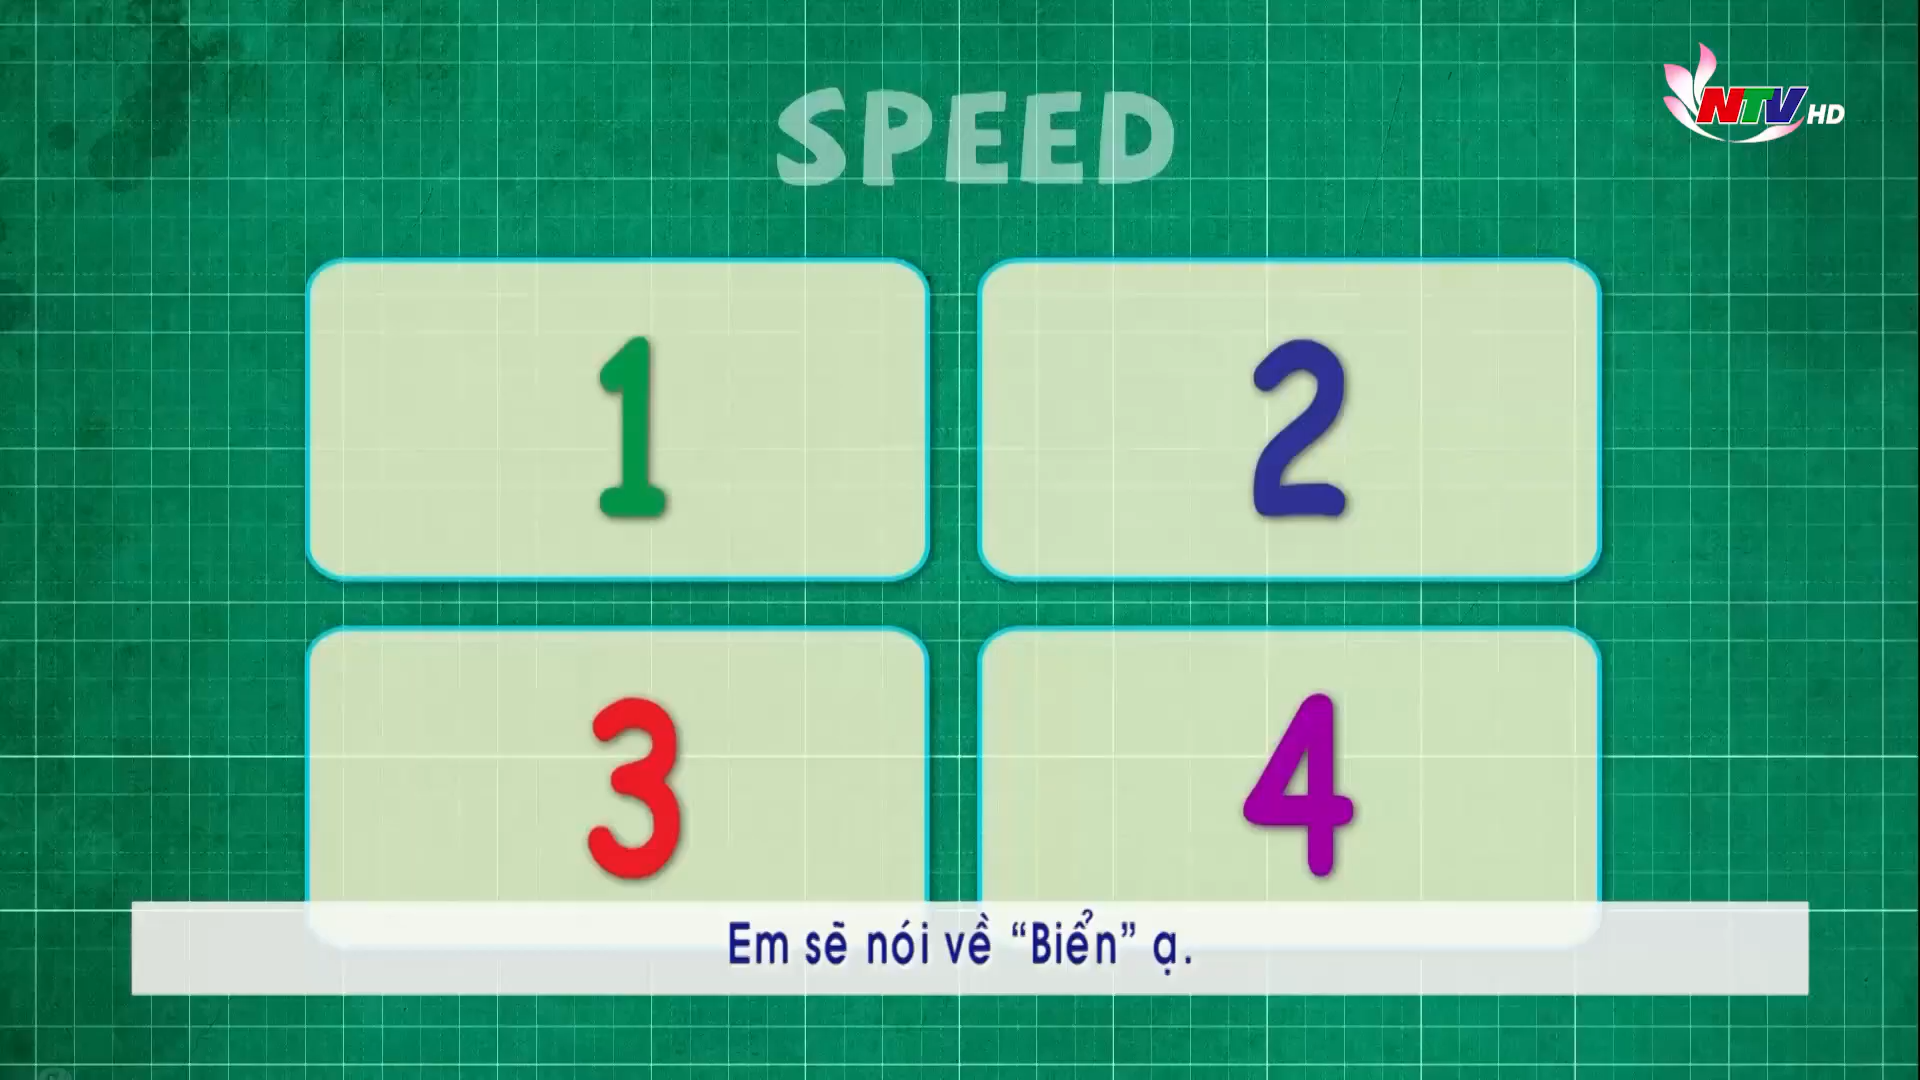 SPEED
NTV HD
1
2
3
4
Em sẽ nói về “Biển” ạ.